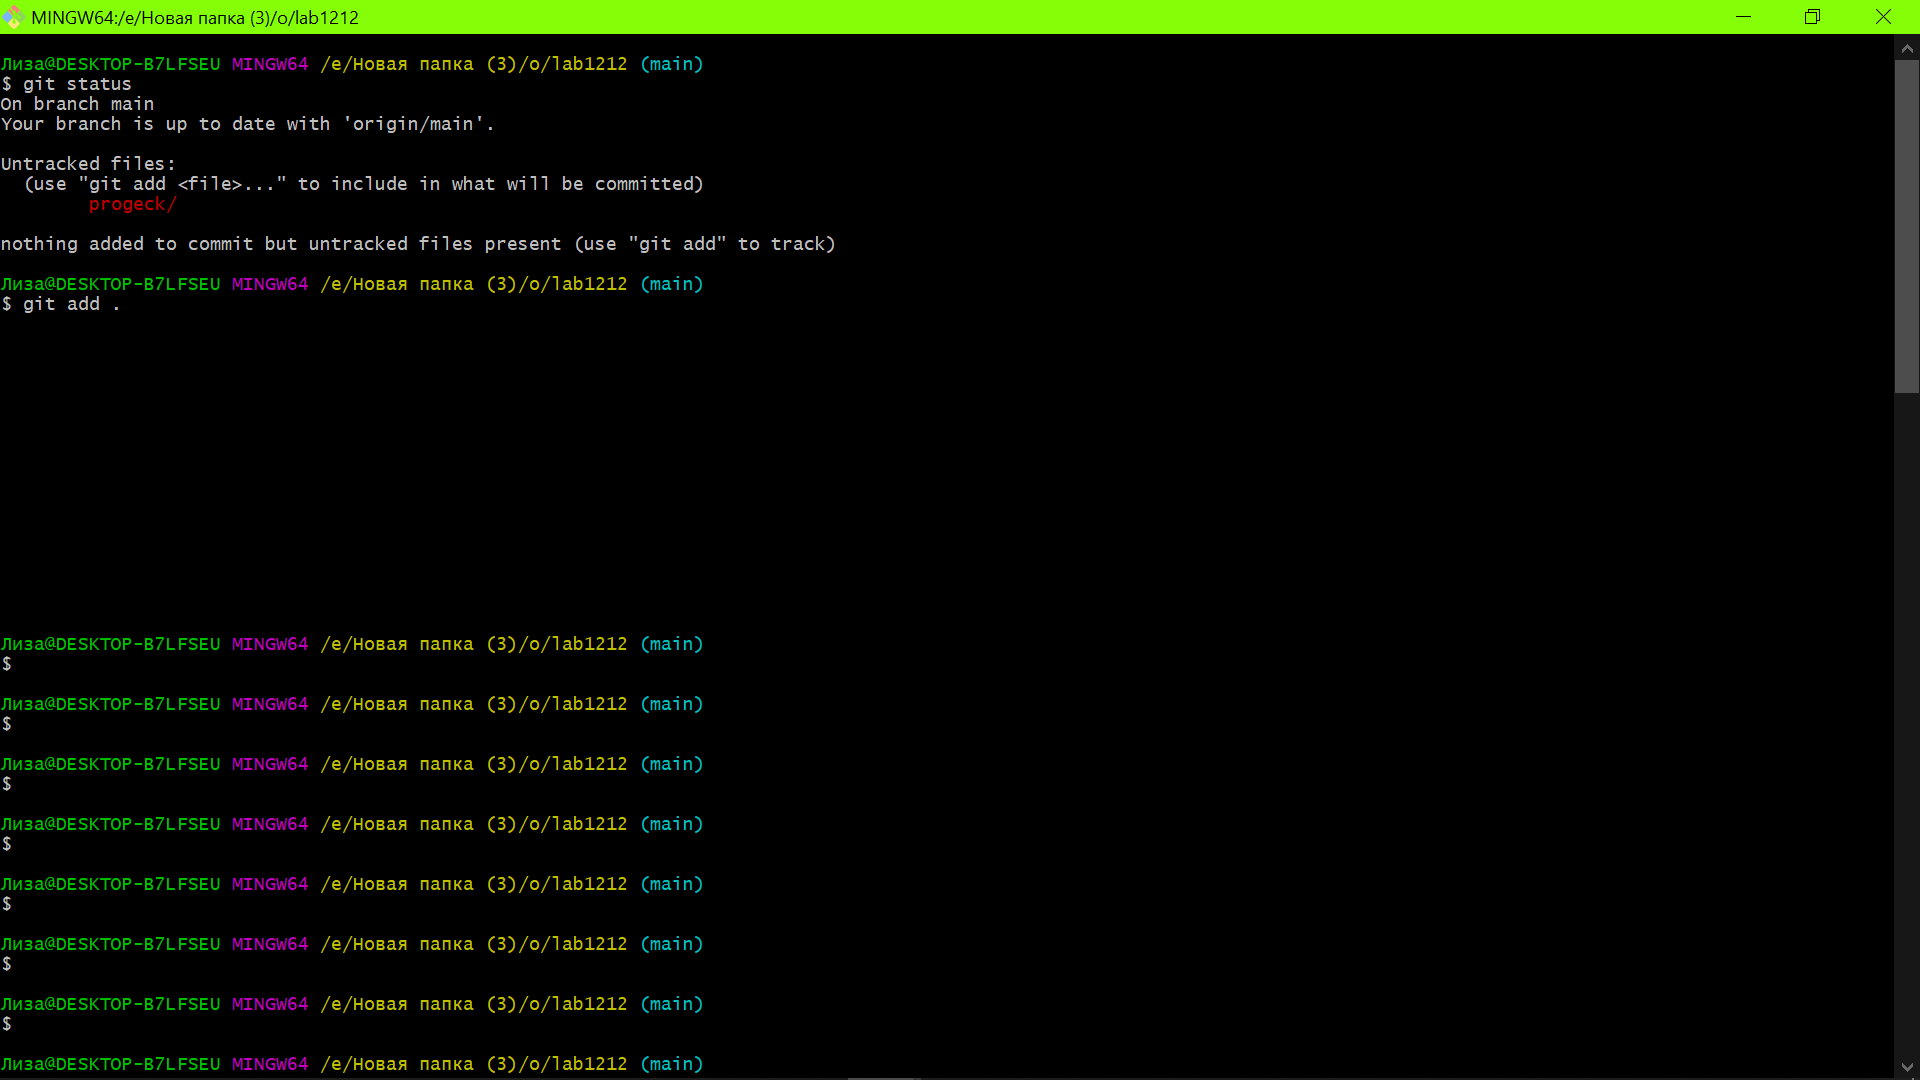 MINGW64:/e/Новая папка (3)/o/lab1212
Лиза@DESKTOP-B7LFSEU MINGW64 /e/Новая папка (3)/o/lab1212 (main)
$ git status
On branch main
Your branch is up to date with 'origin/main'.
Untracked files:
(use "git add <file>..." to include in what will be committed)
progeck/
nothing added to commit but untracked files present (use "git add" to track)
Лиза@DESKTOP-B7LFSEU MINGW64 /e/Новая папка (3)/o/lab1212 (main)
$ git add .
Лиза@DESKTOP-B7LFSEU MINGW64 /e/Новая папка (3)/o/lab1212 (main)
$
Лиза@DESKTOP-B7LFSEU MINGW64 /e/Новая папка (3)/o/lab1212 (main)
$
Лиза@DESKTOP-B7LFSEU MINGW64 /e/Новая папка (3)/o/lab1212 (main)
$
Лиза@DESKTOP-B7LFSEU MINGW64 /e/Новая папка (3)/o/lab1212 (main)
$
Лиза@DESKTOP-B7LFSEU MINGW64 /e/Новая папка (3)/o/lab1212 (main)
$
Лиза@DESKTOP-B7LFSEU MINGW64 /e/Новая папка (3)/o/lab1212 (main)
$
Лиза@DESKTOP-B7LFSEU MINGW64 /e/Новая папка (3)/o/lab1212 (main)
$
Лиза@DESKTOP-B7LFSEU MINGW64 /e/Новая папка (3)/o/lab1212 (main)